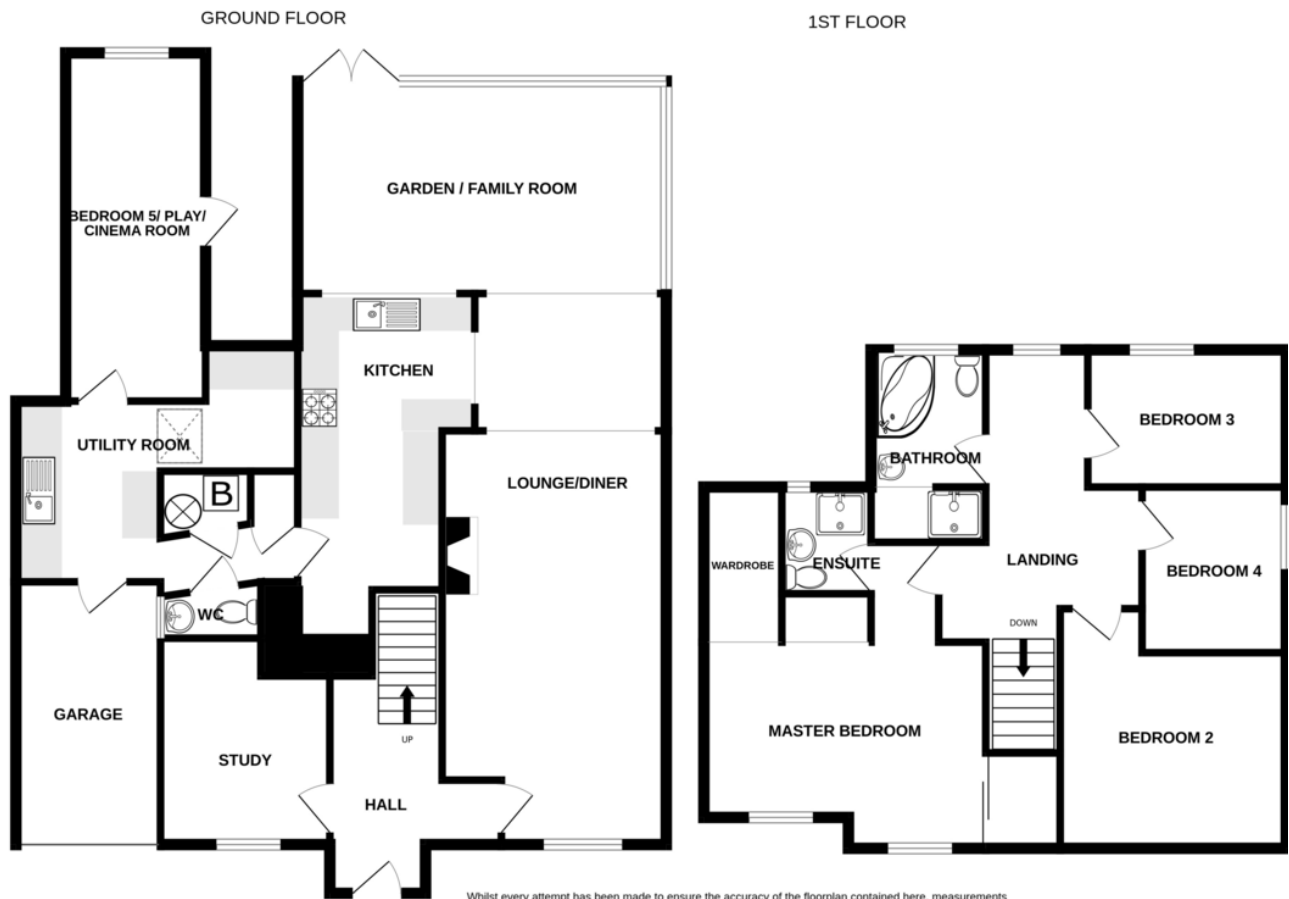 GROUND FLOOR
1ST FLOOR
GARDEN / FAMILY ROOM
BEDROOM 5/ PLAY/
CINEMA ROOM
KITCHEN
UTILITY ROOM
LOUNGE/DINER
B
WC
GARAGE
STUDY
UP
HALL
BEDROOM 3
BATHROOM
WARDROBE
ENSUITE
LANDING
BEDROOM 4
DOWN
MASTER BEDROOM
BEDROOM 2
Whilst every attempt has been made to ensure the accuracy of the floorplan contained here, measurements